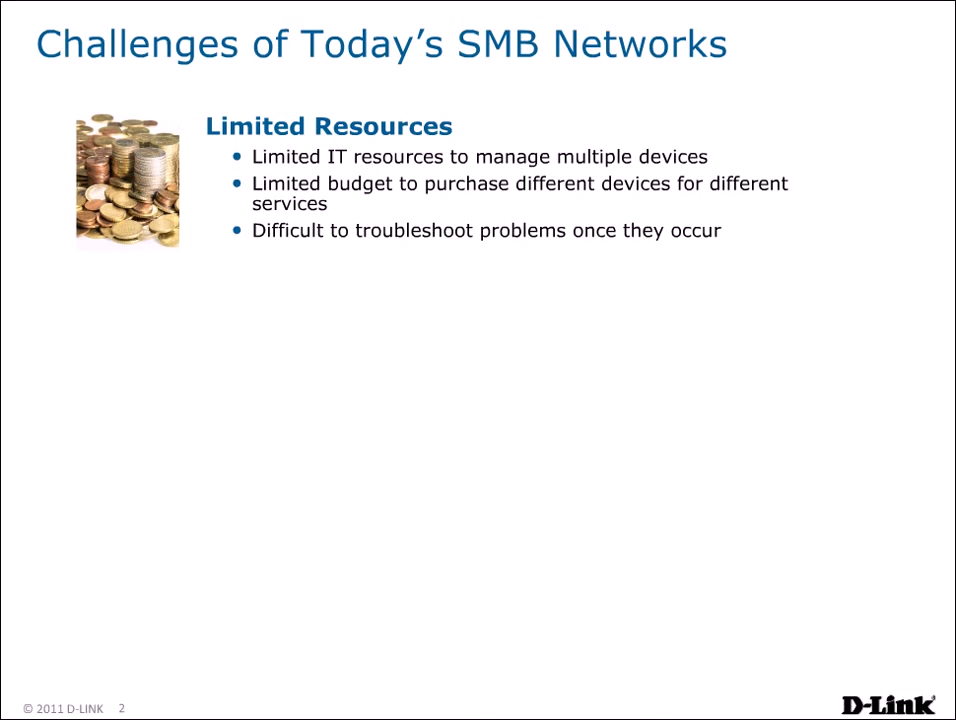 Challenges of Today’s SMB Networks
Limited Resources
• Limited IT resources to manage multiple devices
• Limited budget to purchase different devices for different
services
• Difficult to troubleshoot problems once they occur
© 2011 D-LINK 2
D-Link®